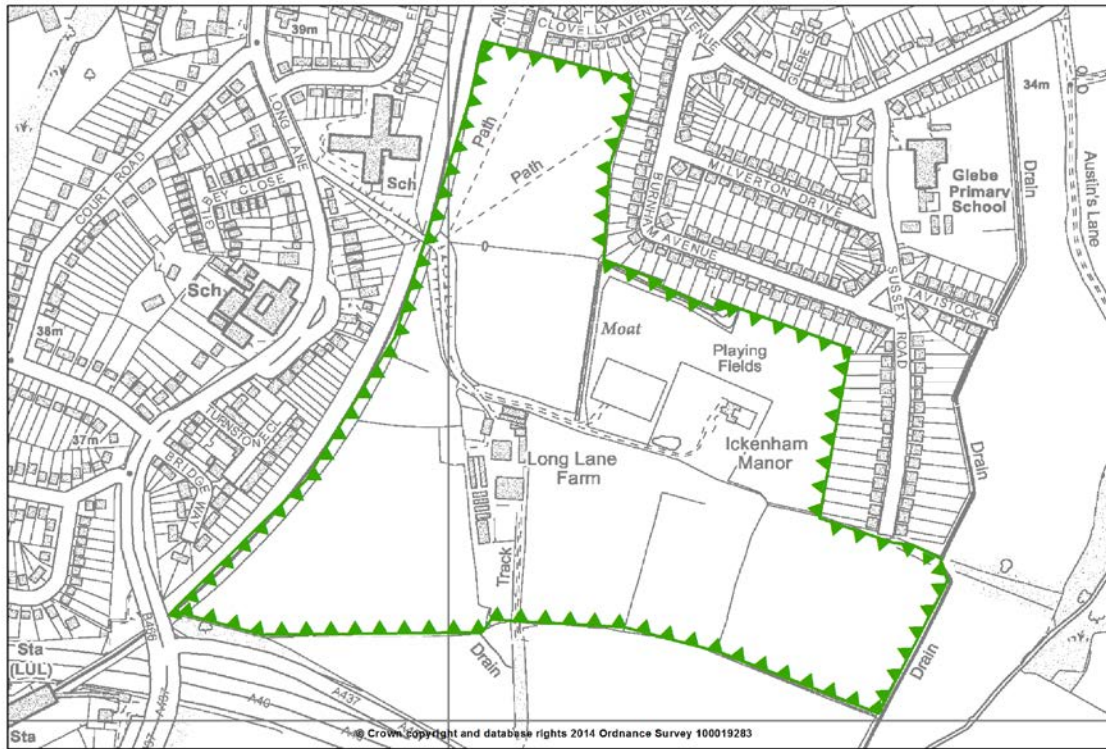 39m
CLOVELLY AVENUE
AVENUE
GLEBE C
34m
COURT ROAD
LONG LANE
Path
Path
Sch
GILBEY CLOSE
MILVERTON
DRIVE
BURNHAM AVENUE
Glebe
Primary
School
Drain
Austin's Lane
Sch
38m
SUSSEX
ROAD
TAVISTOCK R
Moat
Playing
Fields
Ickenham
Manor
Long Lane
Farm
TURNSTONE CL
37m
BRIDGE
WAY
Drain
Track
B466
Sta
(LUL)
Drain
Drain
A437
A40
A437
Sta
© Crown copyright and database rights 2014 Ordnance Survey 100019283